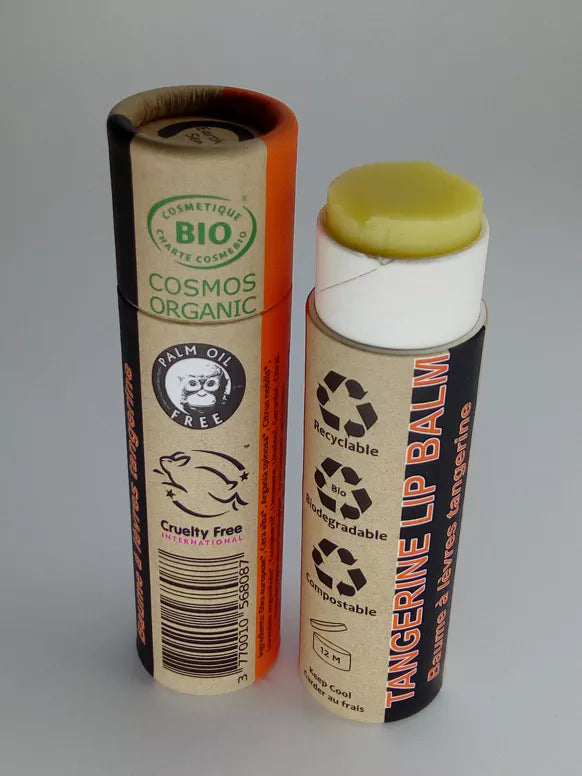 Earth
COSMETIQUE
BIO
CHARTE COSMEBIO
COSMOS
ORGANIC
PALM OIL
FREE
Cruelty Free
INTERNATIONAL
3 770010 568087
Baume à lèvres tangerine
Recyclable
Bio
Biodegradable
Compostable
12 M
Keep Cool
Garder au frais
TANGERINE LIP BALM
Baume à lèvres tangerine